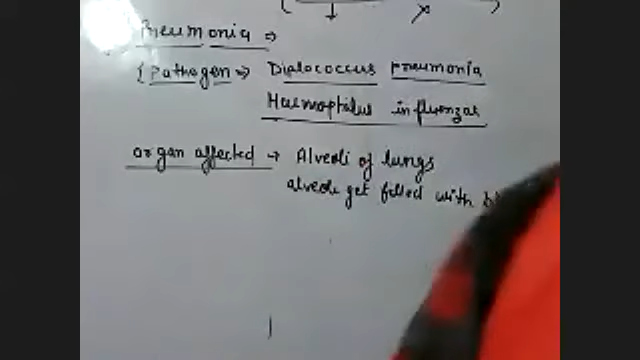 Pneumonia ⇒
{Pathogen ⇒ Diplococcus pneumonia
Haemophilus influenzae
organ affected → Alveoli of lungs
alveoli get filled with